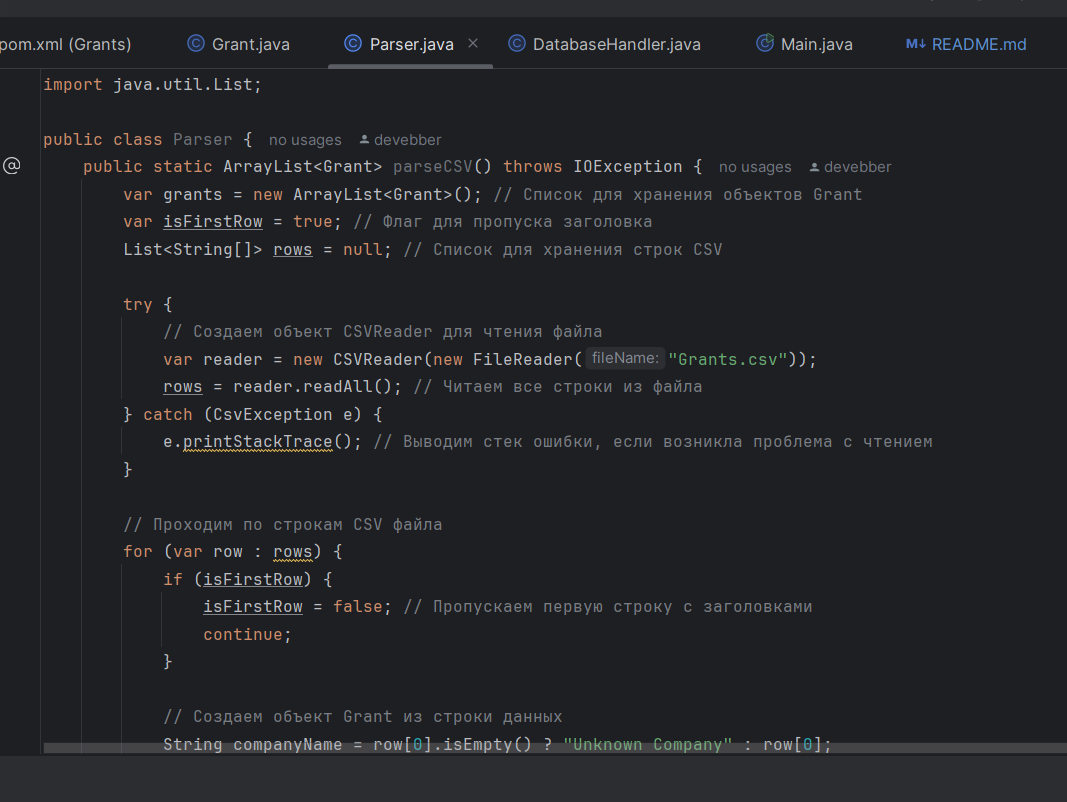 pom.xml (Grants) Grant.java Parser.java DatabaseHandler.java Main.java README.md
import java.util.List;
public class Parser { no usages devebber
public static ArrayList<Grant> parseCSV() throws IOException { no usages devebber
var grants = new ArrayList<Grant>(); // Список для хранения объектов Grant
var isFirstRow = true; // Флаг для пропуска заголовка
List<String[]> rows = null; // Список для хранения строк CSV
try {
// Создаем объект CSVReader для чтения файла
var reader = new CSVReader(new FileReader( fileName: "Grants.csv"));
rows = reader.readAll(); // Читаем все строки из файла
} catch (CsvException e) {
e.printStackTrace(); // Выводим стек ошибки, если возникла проблема с чтением
}
// Проходим по строкам CSV файла
for (var row : rows) {
if (isFirstRow) {
isFirstRow = false; // Пропускаем первую строку с заголовками
continue;
}
// Создаем объект Grant из строки данных
String companyName = row[0].isEmpty() ? "Unknown Company" : row[0];